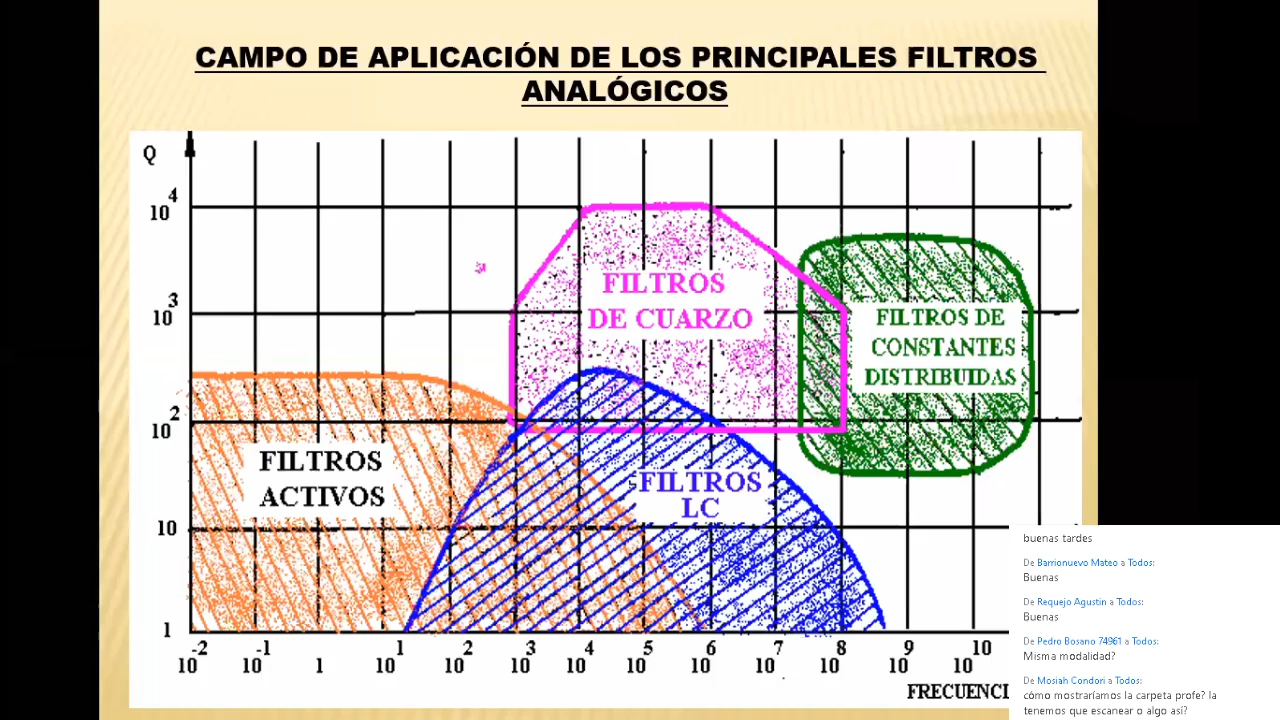 CAMPO DE APLICACIÓN DE LOS PRINCIPALES FILTROS
ANALÓGICOS
Q
10^4
10^3
10^2
10
1
FILTROS
DE CUARZO
FILTROS DE
CONSTANTES
DISTRIBUIDAS
FILTROS
ACTIVOS
FILTROS
LC
10^-2 10^-1 1 10^1 10^2 10^3 10^4 10^5 10^6 10^7 10^8 10^9 10^10
FRECUENCI
buenas tardes
De Barrionuevo Mateo a Todos:
Buenas
De Requejo Agustin a Todos:
Buenas
De Pedro Bosano 74961 a Todos:
Misma modalidad?
De Mosiah Condori a Todos:
cómo mostraríamos la carpeta profe? la
tenemos que escanear o algo así?